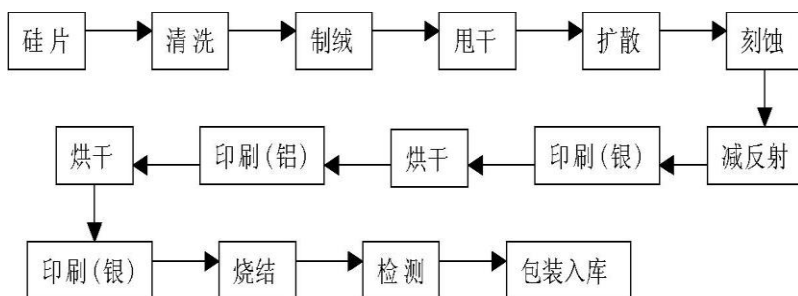 硅片 清洗 制绒 甩干 扩散 刻蚀
烘干 印刷(铝) 烘干 印刷(银) 减反射
印刷(银) 烧结 检测 包装入库